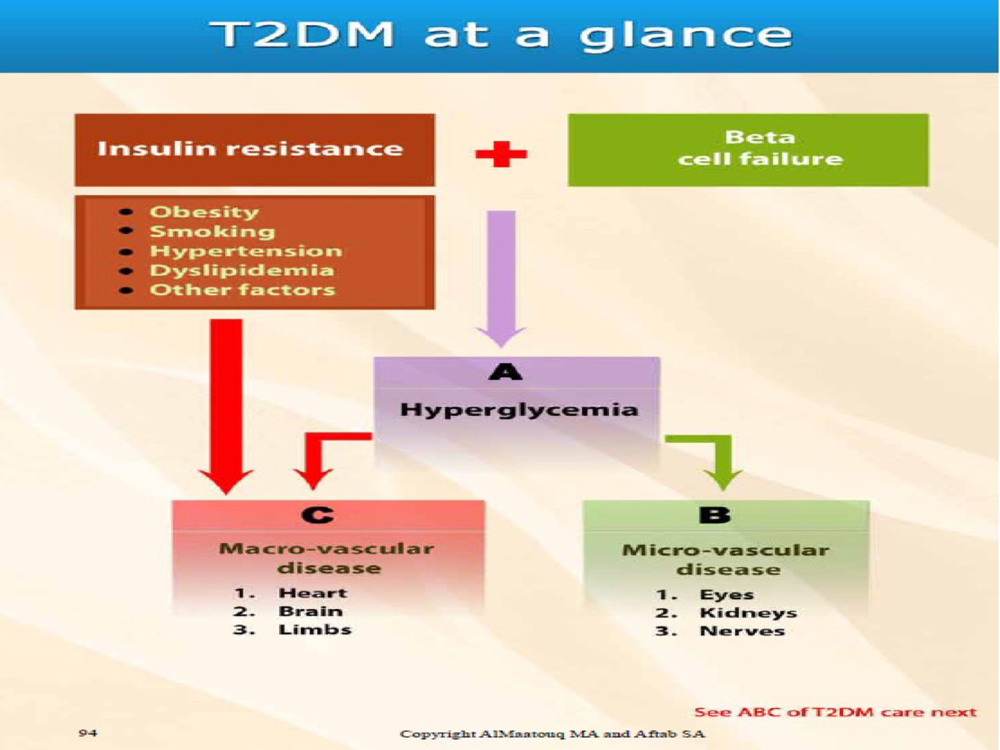 T2DM at a glance
Insulin resistance
Beta
cell failure
• Obesity
• Smoking
• Hypertension
• Dyslipidemia
• Other factors
A
Hyperglycemia
C
Macro-vascular
disease
1. Heart
2. Brain
3. Limbs
B
Micro-vascular
disease
1. Eyes
2. Kidneys
3. Nerves
See ABC of T2DM care next
94
Copyright AlMaatouq MA and Aftab SA